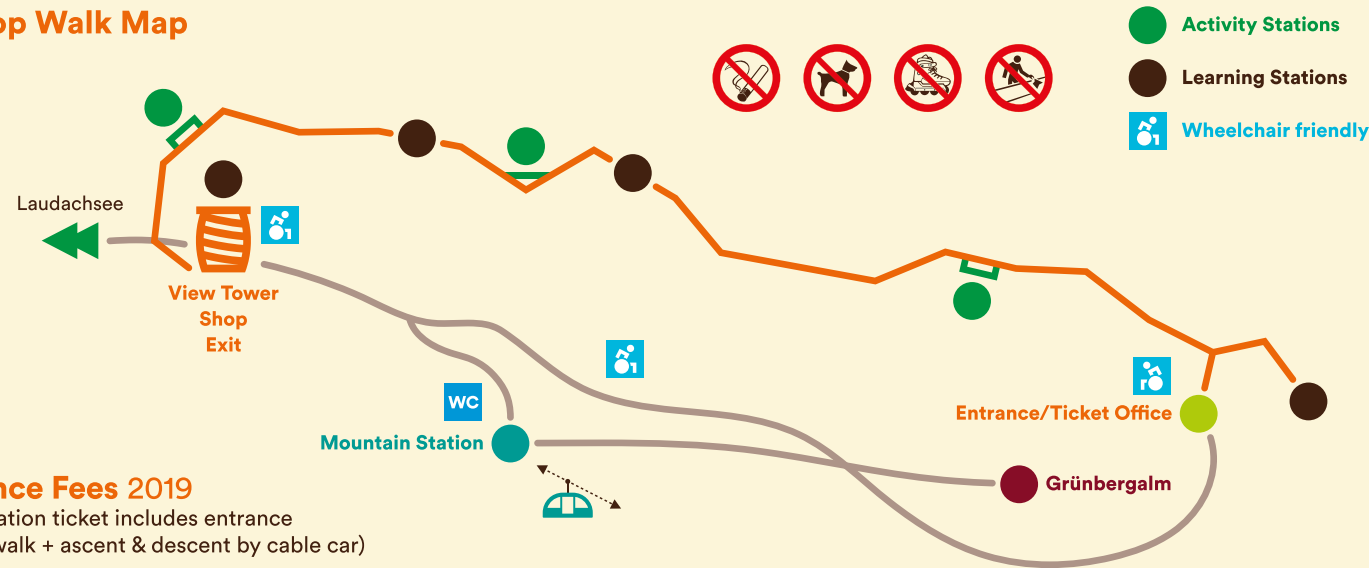 op Walk Map
Activity Stations
Learning Stations
Wheelchair friendly
Laudachsee
View Tower
Shop
Exit
WC
Mountain Station
Entrance/Ticket Office
Grünbergalm
nce Fees 2019
ation ticket includes entrance
walk + ascent & descent by cable car)